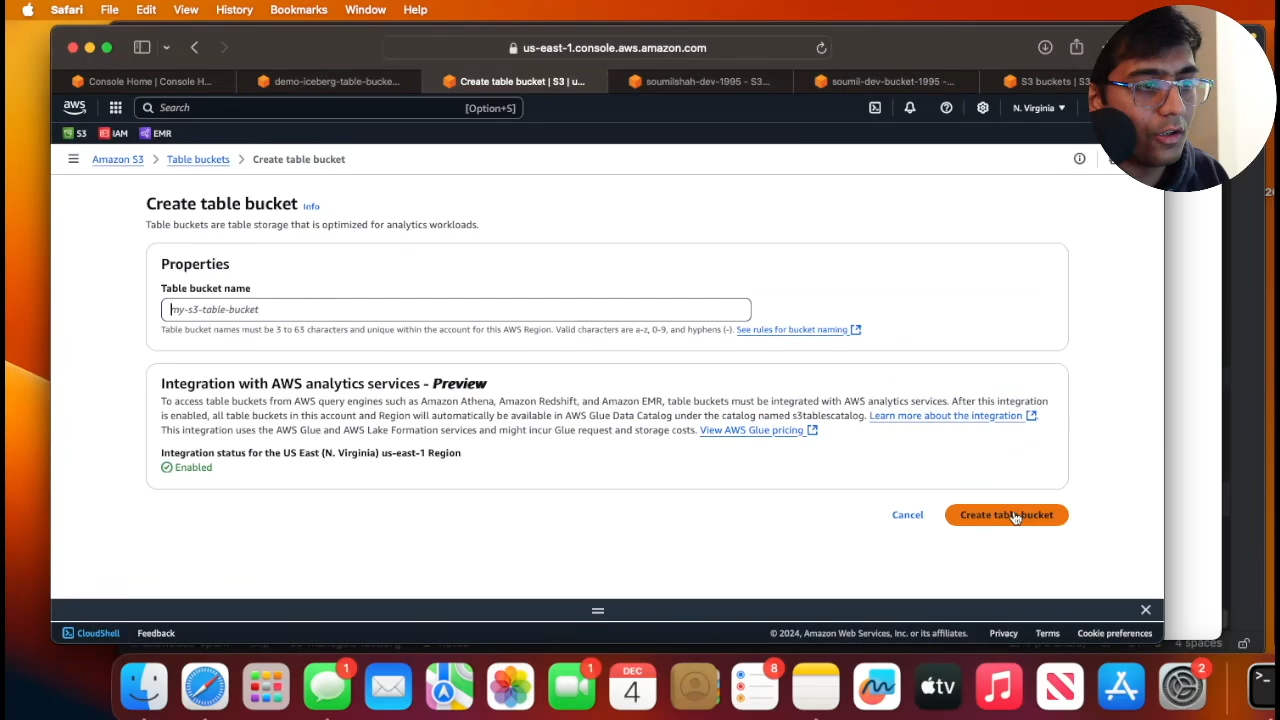 Safari File Edit View History Bookmarks Window Help
us-east-1.console.aws.amazon.com
Console Home | Console H...
demo-iceberg-table-bucke...
Create table bucket | S3 | u...
soumilshah-dev-1995 - S3...
soumil-dev-bucket-1995 -...
S3 buckets | S3
aws
Search [Option+S]
N. Virginia
S3 IAM EMR
Amazon S3 > Table buckets > Create table bucket
Create table bucket Info
Table buckets are table storage that is optimized for analytics workloads.
Properties
Table bucket name
my-s3-table-bucket
Table bucket names must be 3 to 63 characters and unique within the account for this AWS Region. Valid characters are a-z, 0-9, and hyphens (-). See rules for bucket naming
Integration with AWS analytics services - Preview
To access table buckets from AWS query engines such as Amazon Athena, Amazon Redshift, and Amazon EMR, table buckets must be integrated with AWS analytics services. After this integration
is enabled, all table buckets in this account and Region will automatically be available in AWS Glue Data Catalog under the catalog named s3tablescatalog. Learn more about the integration.
This integration uses the AWS Glue and AWS Lake Formation services and might incur Glue request and storage costs. View AWS Glue pricing
Integration status for the US East (N. Virginia) us-east-1 Region
Enabled
Cancel Create table bucket
CloudShell Feedback © 2024, Amazon Web Services, Inc. or its affiliates. Privacy Terms Cookie preferences
4 spaces
1 1 DEC 8 2
4 tv